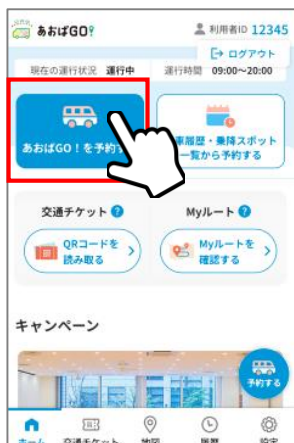 あおばGO!
利用者ID 12345
ログアウト
現在の運行状況 運行中 運行時間 09:00~20:00
あおばGO!を予約す
車履歴・乗降スポット
一覧から予約する
交通チケット ?
QRコードを
読み取る
Myルート ?
Myルートを
確認する
キャンペーン
予約する
ホーム 交通チケット 地図 履歴 設定